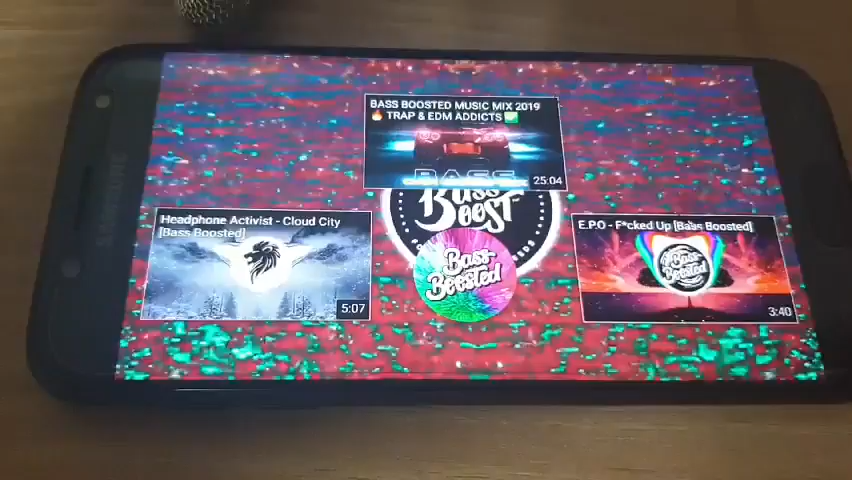 BASS BOOSTED MUSIC MIX 2019
🔥 TRAP & EDM ADDICTS ✅
BASS
25:04
Bass
BOOST
Headphone Activist - Cloud City
[Bass Boosted]
5:07
Bass
Boosted
E.P.O - F*cked Up [Bass Boosted]
Bass
Boosted
3:40
SAMSUNG